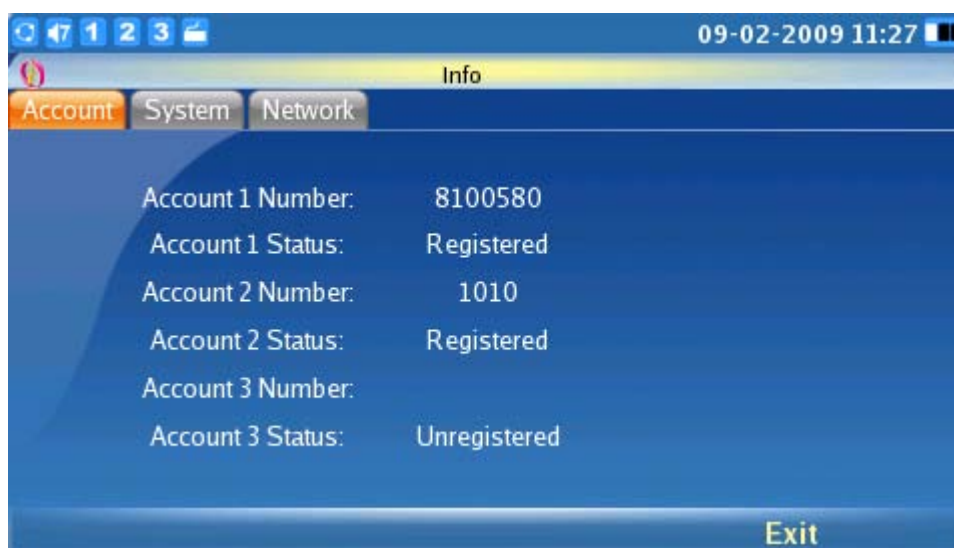 7 1 2 3 09-02-2009 11:27
Info
Account System Network
Account 1 Number: 8100580
Account 1 Status: Registered
Account 2 Number: 1010
Account 2 Status: Registered
Account 3 Number:
Account 3 Status: Unregistered
Exit